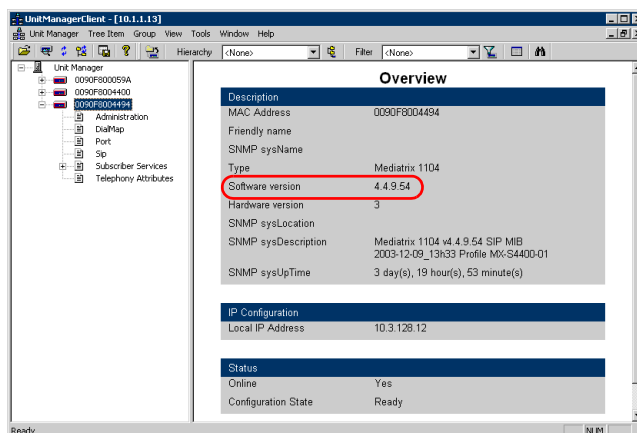 UnitManagerClient - [10.1.1.13]
Unit Manager Tree Item Group View Tools Window Help
Hierarchy <None> Filter <None>
Unit Manager
0090F800059A
0090F8004400
0090F8004494
Administration
DialMap
Port
Sip
Subscriber Services
Telephony Attributes
Overview
Description
MAC Address 0090F8004494
Friendly name
SNMP sysName
Type Mediatrix 1104
Software version 4.4.9.54
Hardware version 3
SNMP sysLocation
SNMP sysDescription Mediatrix 1104 v4.4.9.54 SIP MIB
2003-12-09_13h33 Profile MX-S4400-01
SNMP sysUpTime 3 day(s), 19 hour(s), 53 minute(s)
IP Configuration
Local IP Address 10.3.128.12
Status
Online Yes
Configuration State Ready
Ready NUM